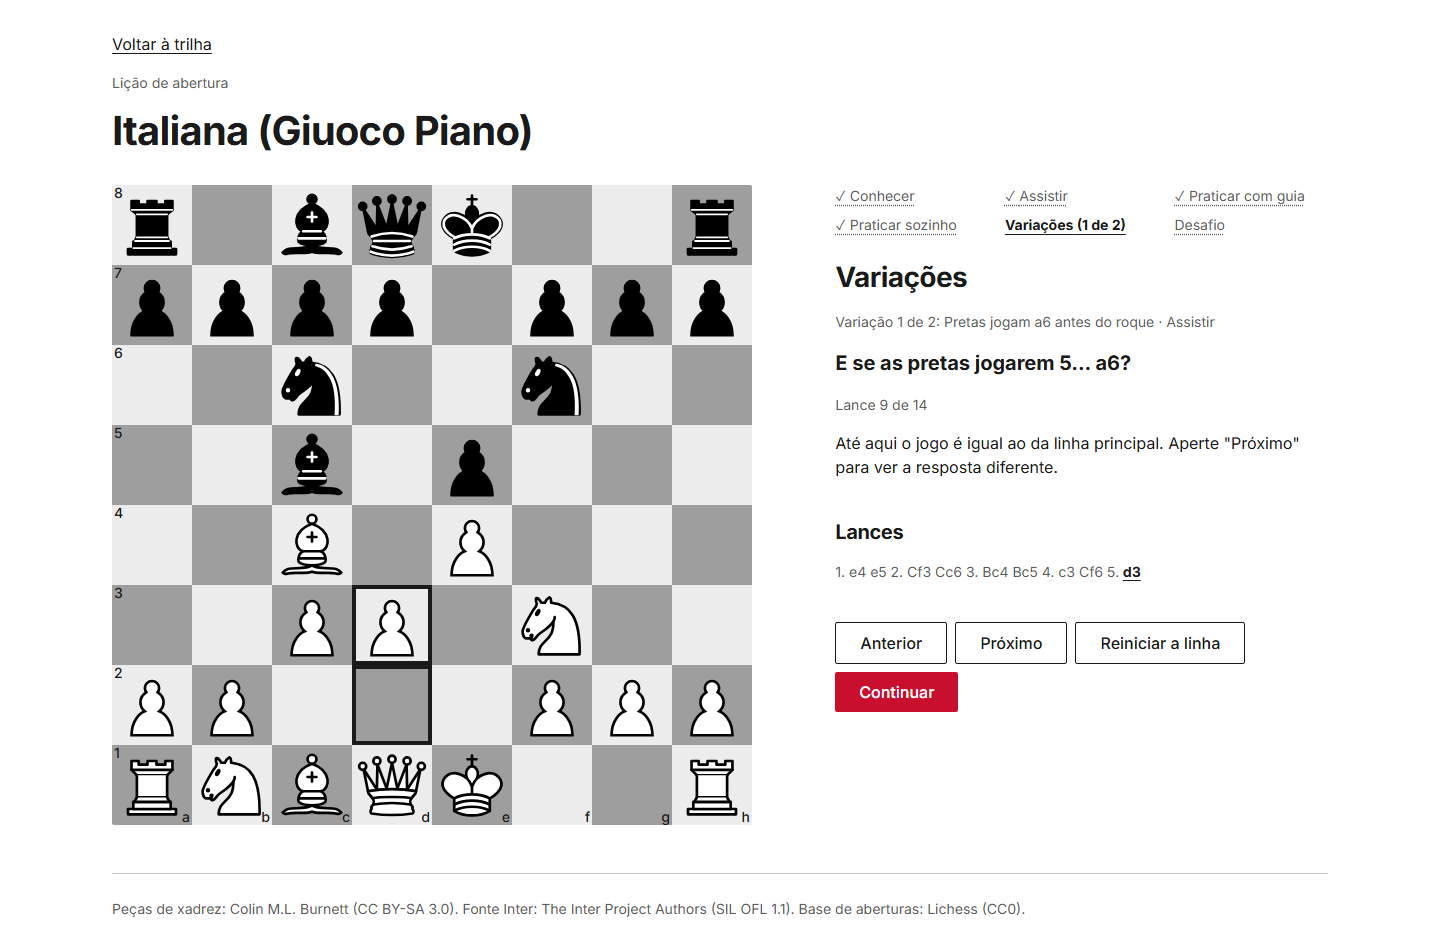 Voltar à trilha
Lição de abertura
Italiana (Giuoco Piano)
8
7
6
5
4
3
2
1
a b c d e f g h
✓ Conhecer ✓ Assistir ✓ Praticar com guia
✓ Praticar sozinho Variações (1 de 2) Desafio
Variações
Variação 1 de 2: Pretas jogam a6 antes do roque · Assistir
E se as pretas jogarem 5... a6?
Lance 9 de 14
Até aqui o jogo é igual ao da linha principal. Aperte "Próximo"
para ver a resposta diferente.
Lances
1. e4 e5 2. Cf3 Cc6 3. Bc4 Bc5 4. c3 Cf6 5. d3
Anterior Próximo Reiniciar a linha
Continuar
Peças de xadrez: Colin M.L. Burnett (CC BY-SA 3.0). Fonte Inter: The Inter Project Authors (SIL OFL 1.1). Base de aberturas: Lichess (CC0).